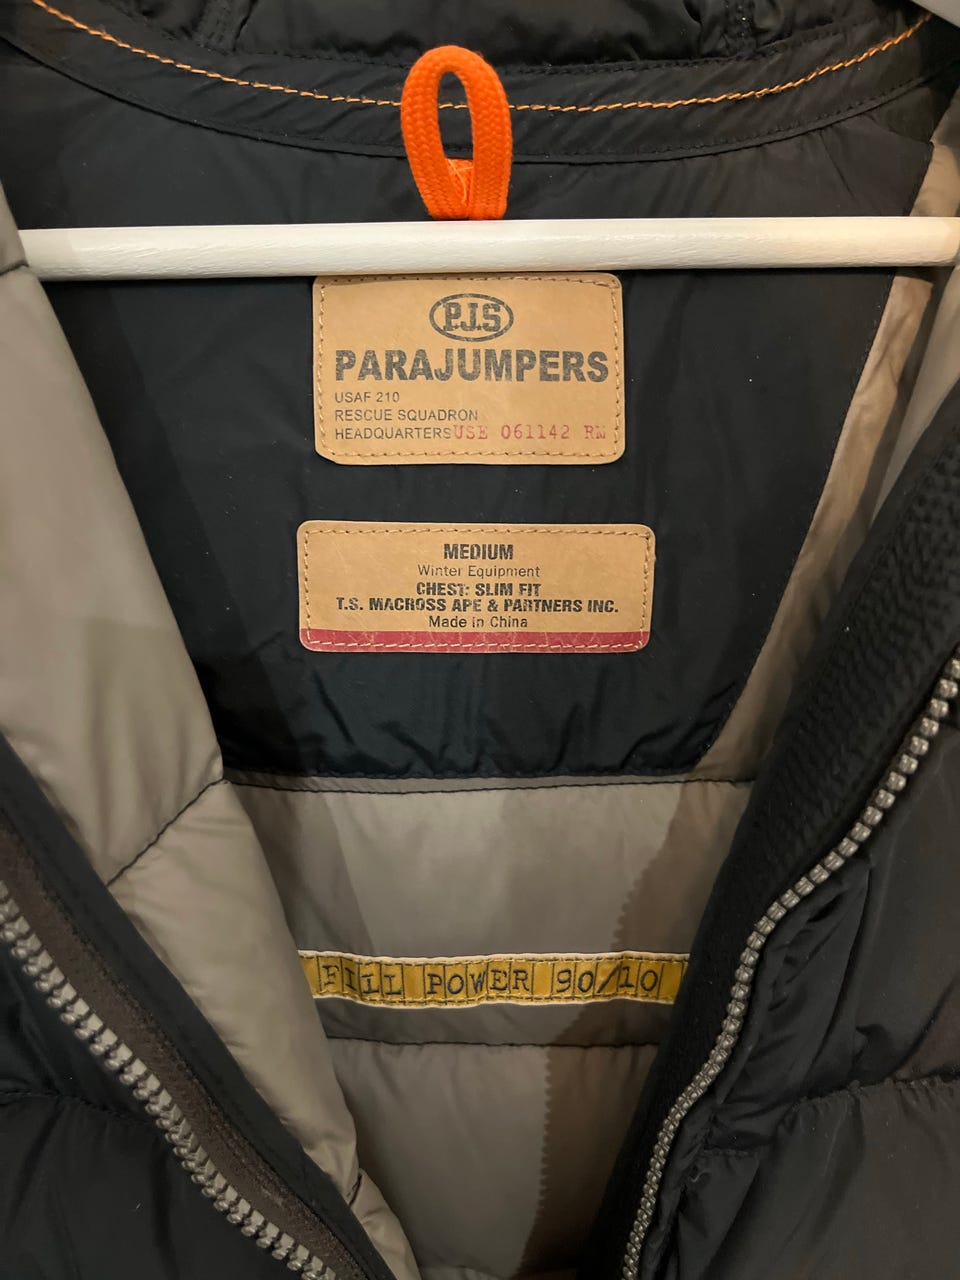 P.J.S
PARAJUMPERS
USAF 210
RESCUE SQUADRON
HEADQUARTERS USE 061142 RN
MEDIUM
Winter Equipment
CHEST: SLIM FIT
T.S. MACROSS APE & PARTNERS INC.
Made in China
FILL POWER 90/10